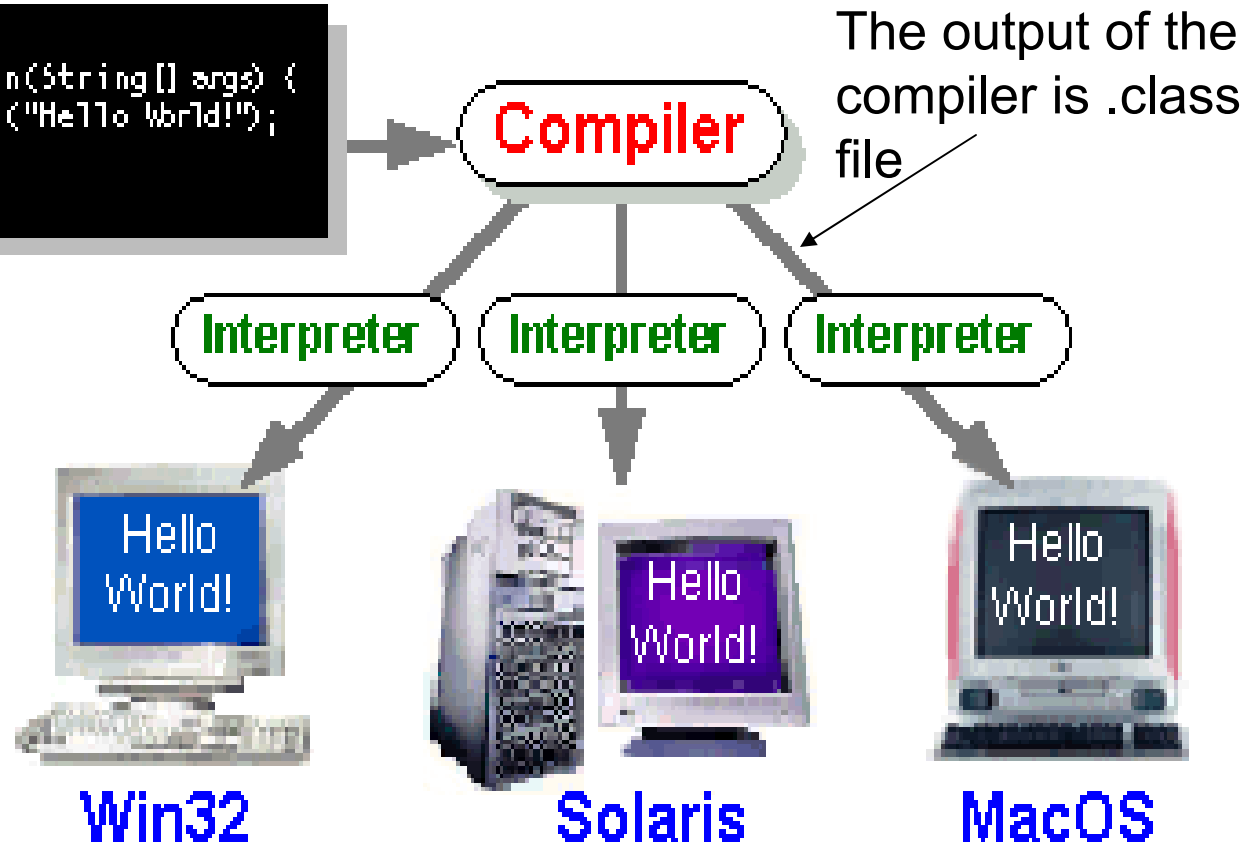 n(String[] args) {
("Hello World!");
The output of the
compiler is .class
file
Compiler
Interpreter
Interpreter
Interpreter
Hello
World!
Hello
World!
Hello
World!
Win32
Solaris
MacOS